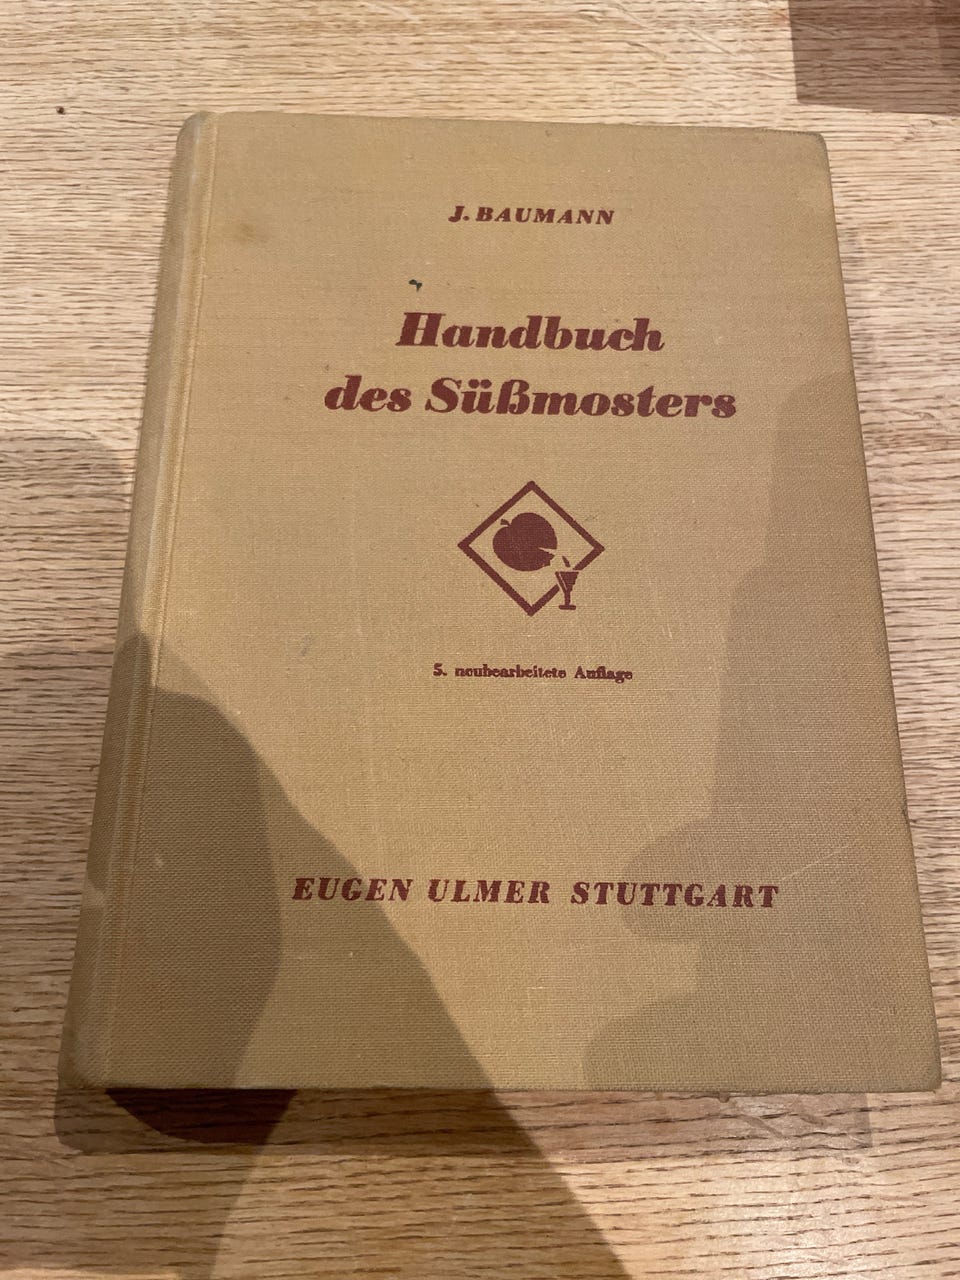 J. BAUMANN
Handbuch
des Süßmosters
5. neubearbeitete Auflage
EUGEN ULMER STUTTGART